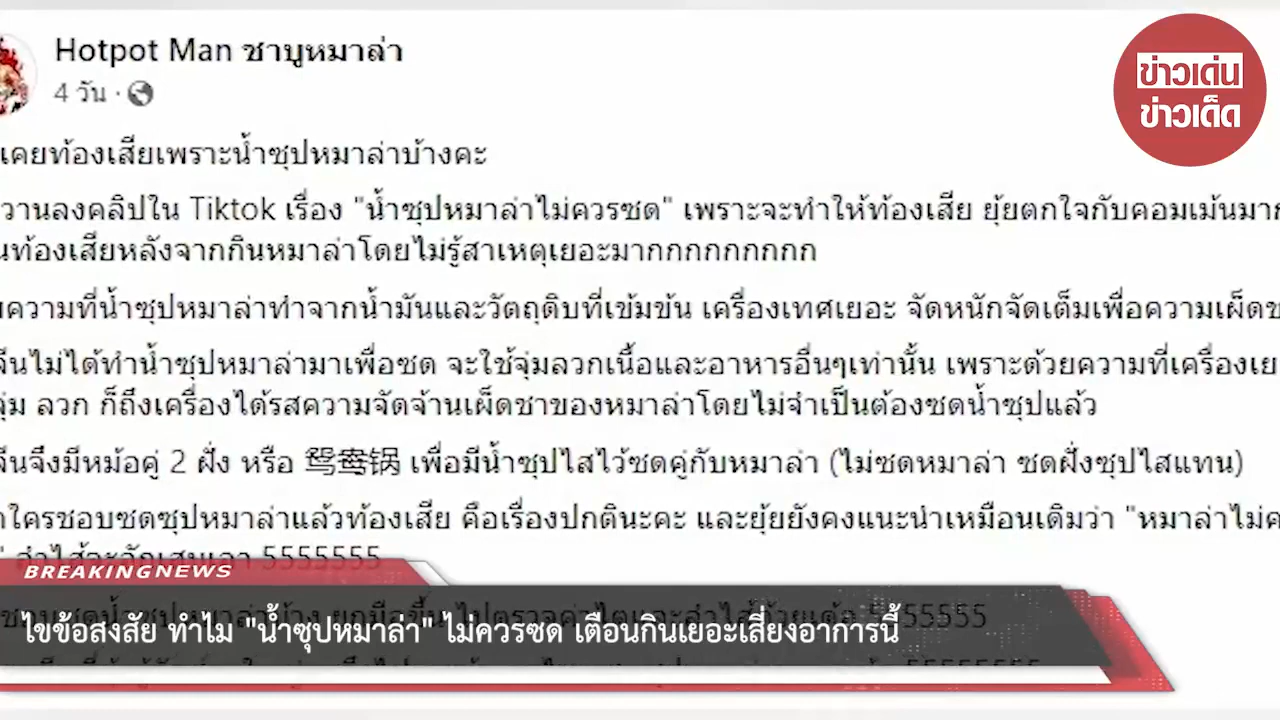 Hotpot Man ชาบูหมาล่า
4 วัน ·
ข่าวเด่น
ข่าวเด็ด
เคยท้องเสียเพราะน้ำซุปหมาล่าบ้างคะ
วานลงคลิปใน Tiktok เรื่อง "น้ำซุปหมาล่าไม่ควรซด" เพราะจะทำให้ท้องเสีย ยุ้ยตกใจกับคอมเม้นมาก
นท้องเสียหลังจากกินหมาล่าโดยไม่รู้สาเหตุเยอะมากกกกกกกกก
ความที่น้ำซุปหมาล่าทำจากน้ำมันและวัตถุดิบที่เข้มข้น เครื่องเทศเยอะ จัดหนักจัดเต็มเพื่อความเผ็ดช
จีนไม่ได้ทำน้ำซุปหมาล่ามาเพื่อซด จะใช้จุ่มลวกเนื้อและอาหารอื่นๆเท่านั้น เพราะด้วยความที่เครื่องเย
จุ่ม ลวก ก็ถึงเครื่องได้รสความจัดจ้านเผ็ดชาของหมาล่าโดยไม่จำเป็นต้องซดน้ำซุปแล้ว
จีนจึงมีหม้อคู่ 2 ฝั่ง หรือ 鸳鸯锅 เพื่อมีน้ำซุปใสไว้ซดคู่กับหมาล่า (ไม่ซดหมาล่า ซดฝั่งซุปใสแทน)
ใครชอบซดซุปหมาล่าแล้วท้องเสีย คือเรื่องปกตินะคะ และยุ้ยยังคงแนะนำเหมือนเดิมว่า "หมาล่าไม่ค
5555555
BREAKINGNEWS
ไขข้อสงสัย ทำไม "น้ำซุปหมาล่า" ไม่ควรซด เตือนกินเยอะเสี่ยงอาการนี้